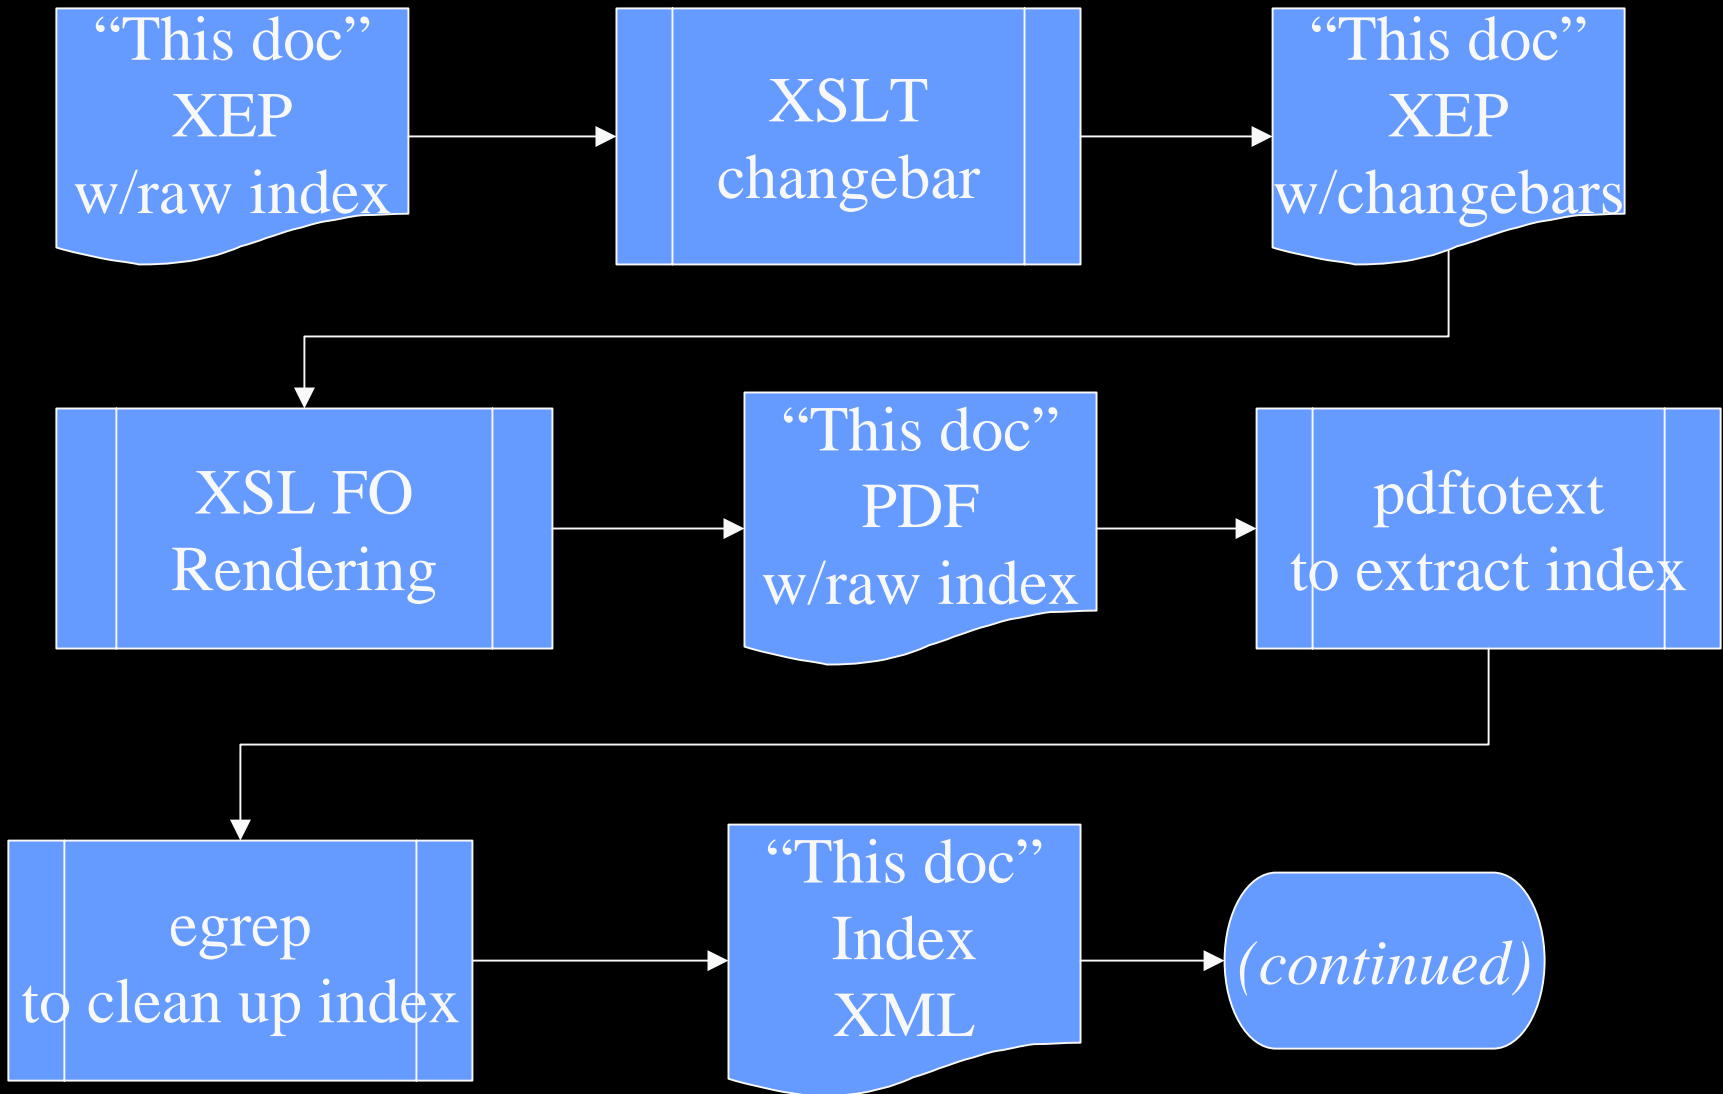 “This doc”
XEP
w/raw index
XSLT
changebar
“This doc”
XEP
w/changebars
XSL FO
Rendering
“This doc”
PDF
w/raw index
pdftotext
to extract index
egrep
to clean up index
“This doc”
Index
XML
(continued)